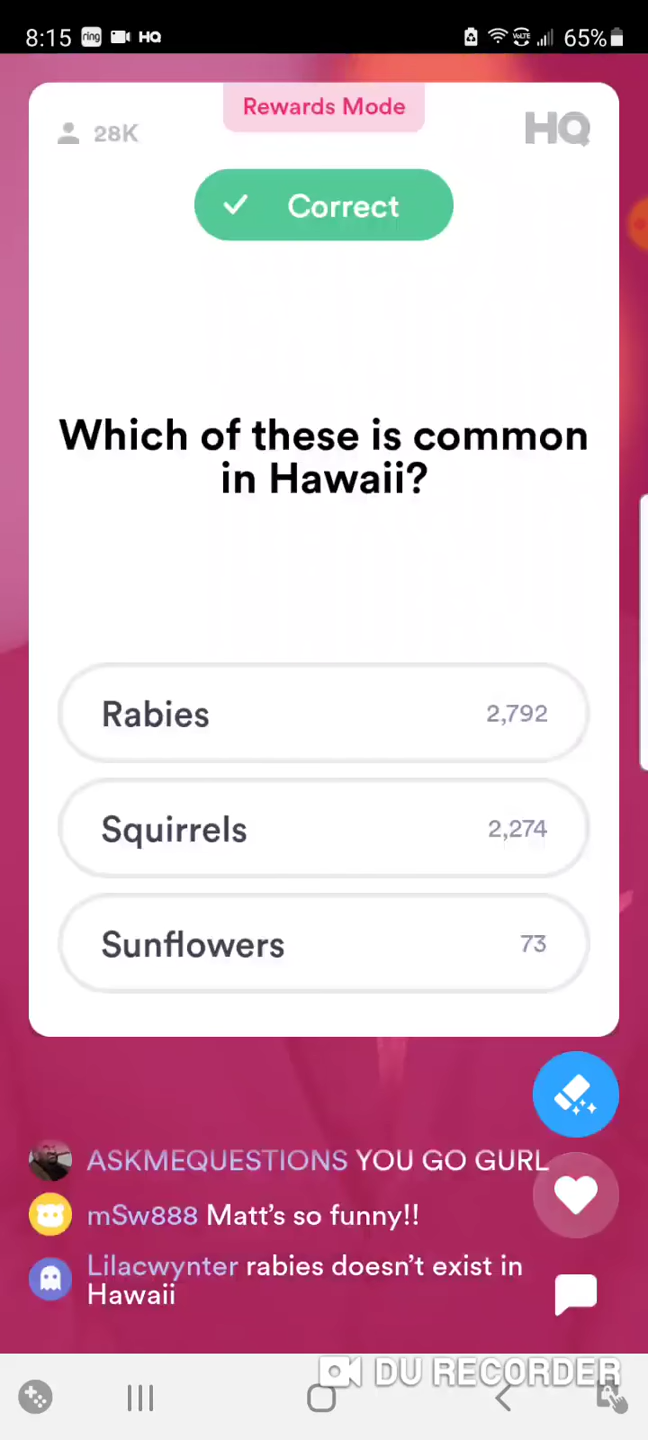 8:15 ring HQ VoLTE 65%
Rewards Mode
28K HQ
Correct
Which of these is common
in Hawaii?
Rabies 2,792
Squirrels 2,274
Sunflowers 73
ASKMEQUESTIONS YOU GO GURL
mSw888 Matt's so funny!!
Lilacwynter rabies doesn't exist in
Hawaii
DU RECORDER